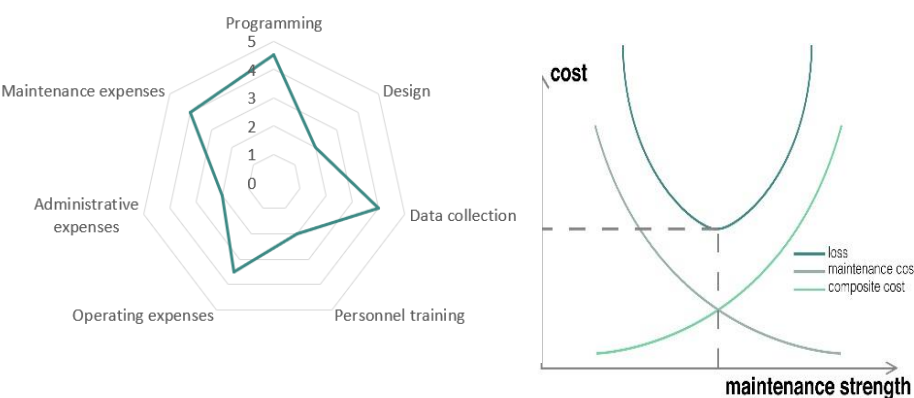 Programming
5
4
3
2
1
0
Design
Data collection
Personnel training
Operating expenses
Administrative
expenses
Maintenance expenses
cost
loss
maintenance cos
composite cost
maintenance strength